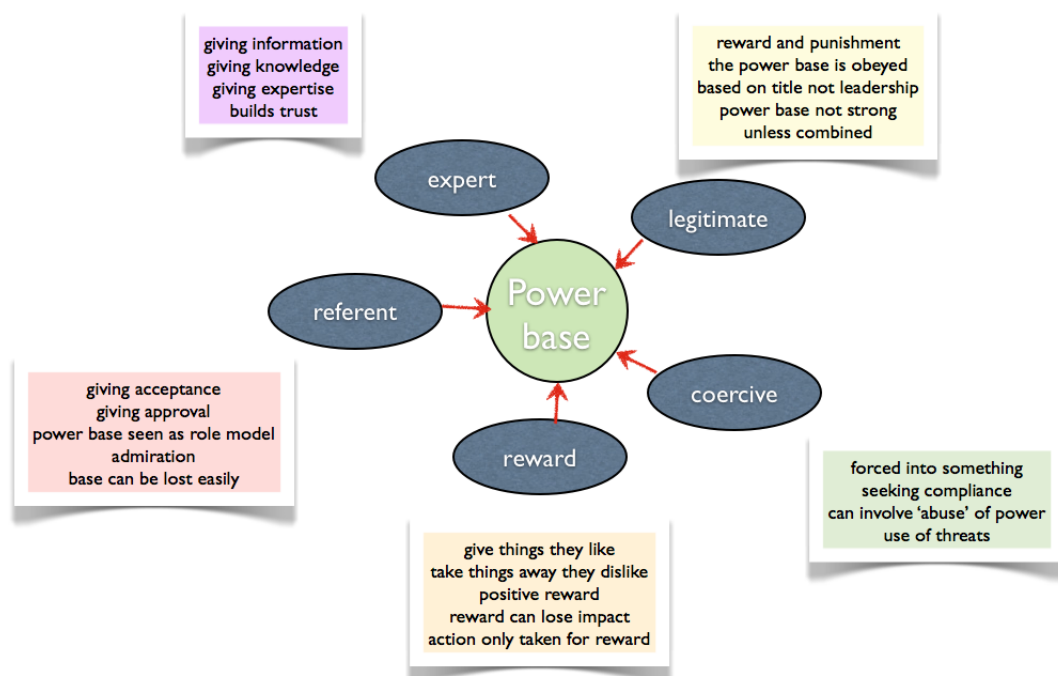 giving information
giving knowledge
giving expertise
builds trust
reward and punishment
the power base is obeyed
based on title not leadership
power base not strong
unless combined
expert
legitimate
Power
base
referent
coercive
reward
giving acceptance
giving approval
power base seen as role model
admiration
base can be lost easily
forced into something
seeking compliance
can involve ‘abuse’ of power
use of threats
give things they like
take things away they dislike
positive reward
reward can lose impact
action only taken for reward